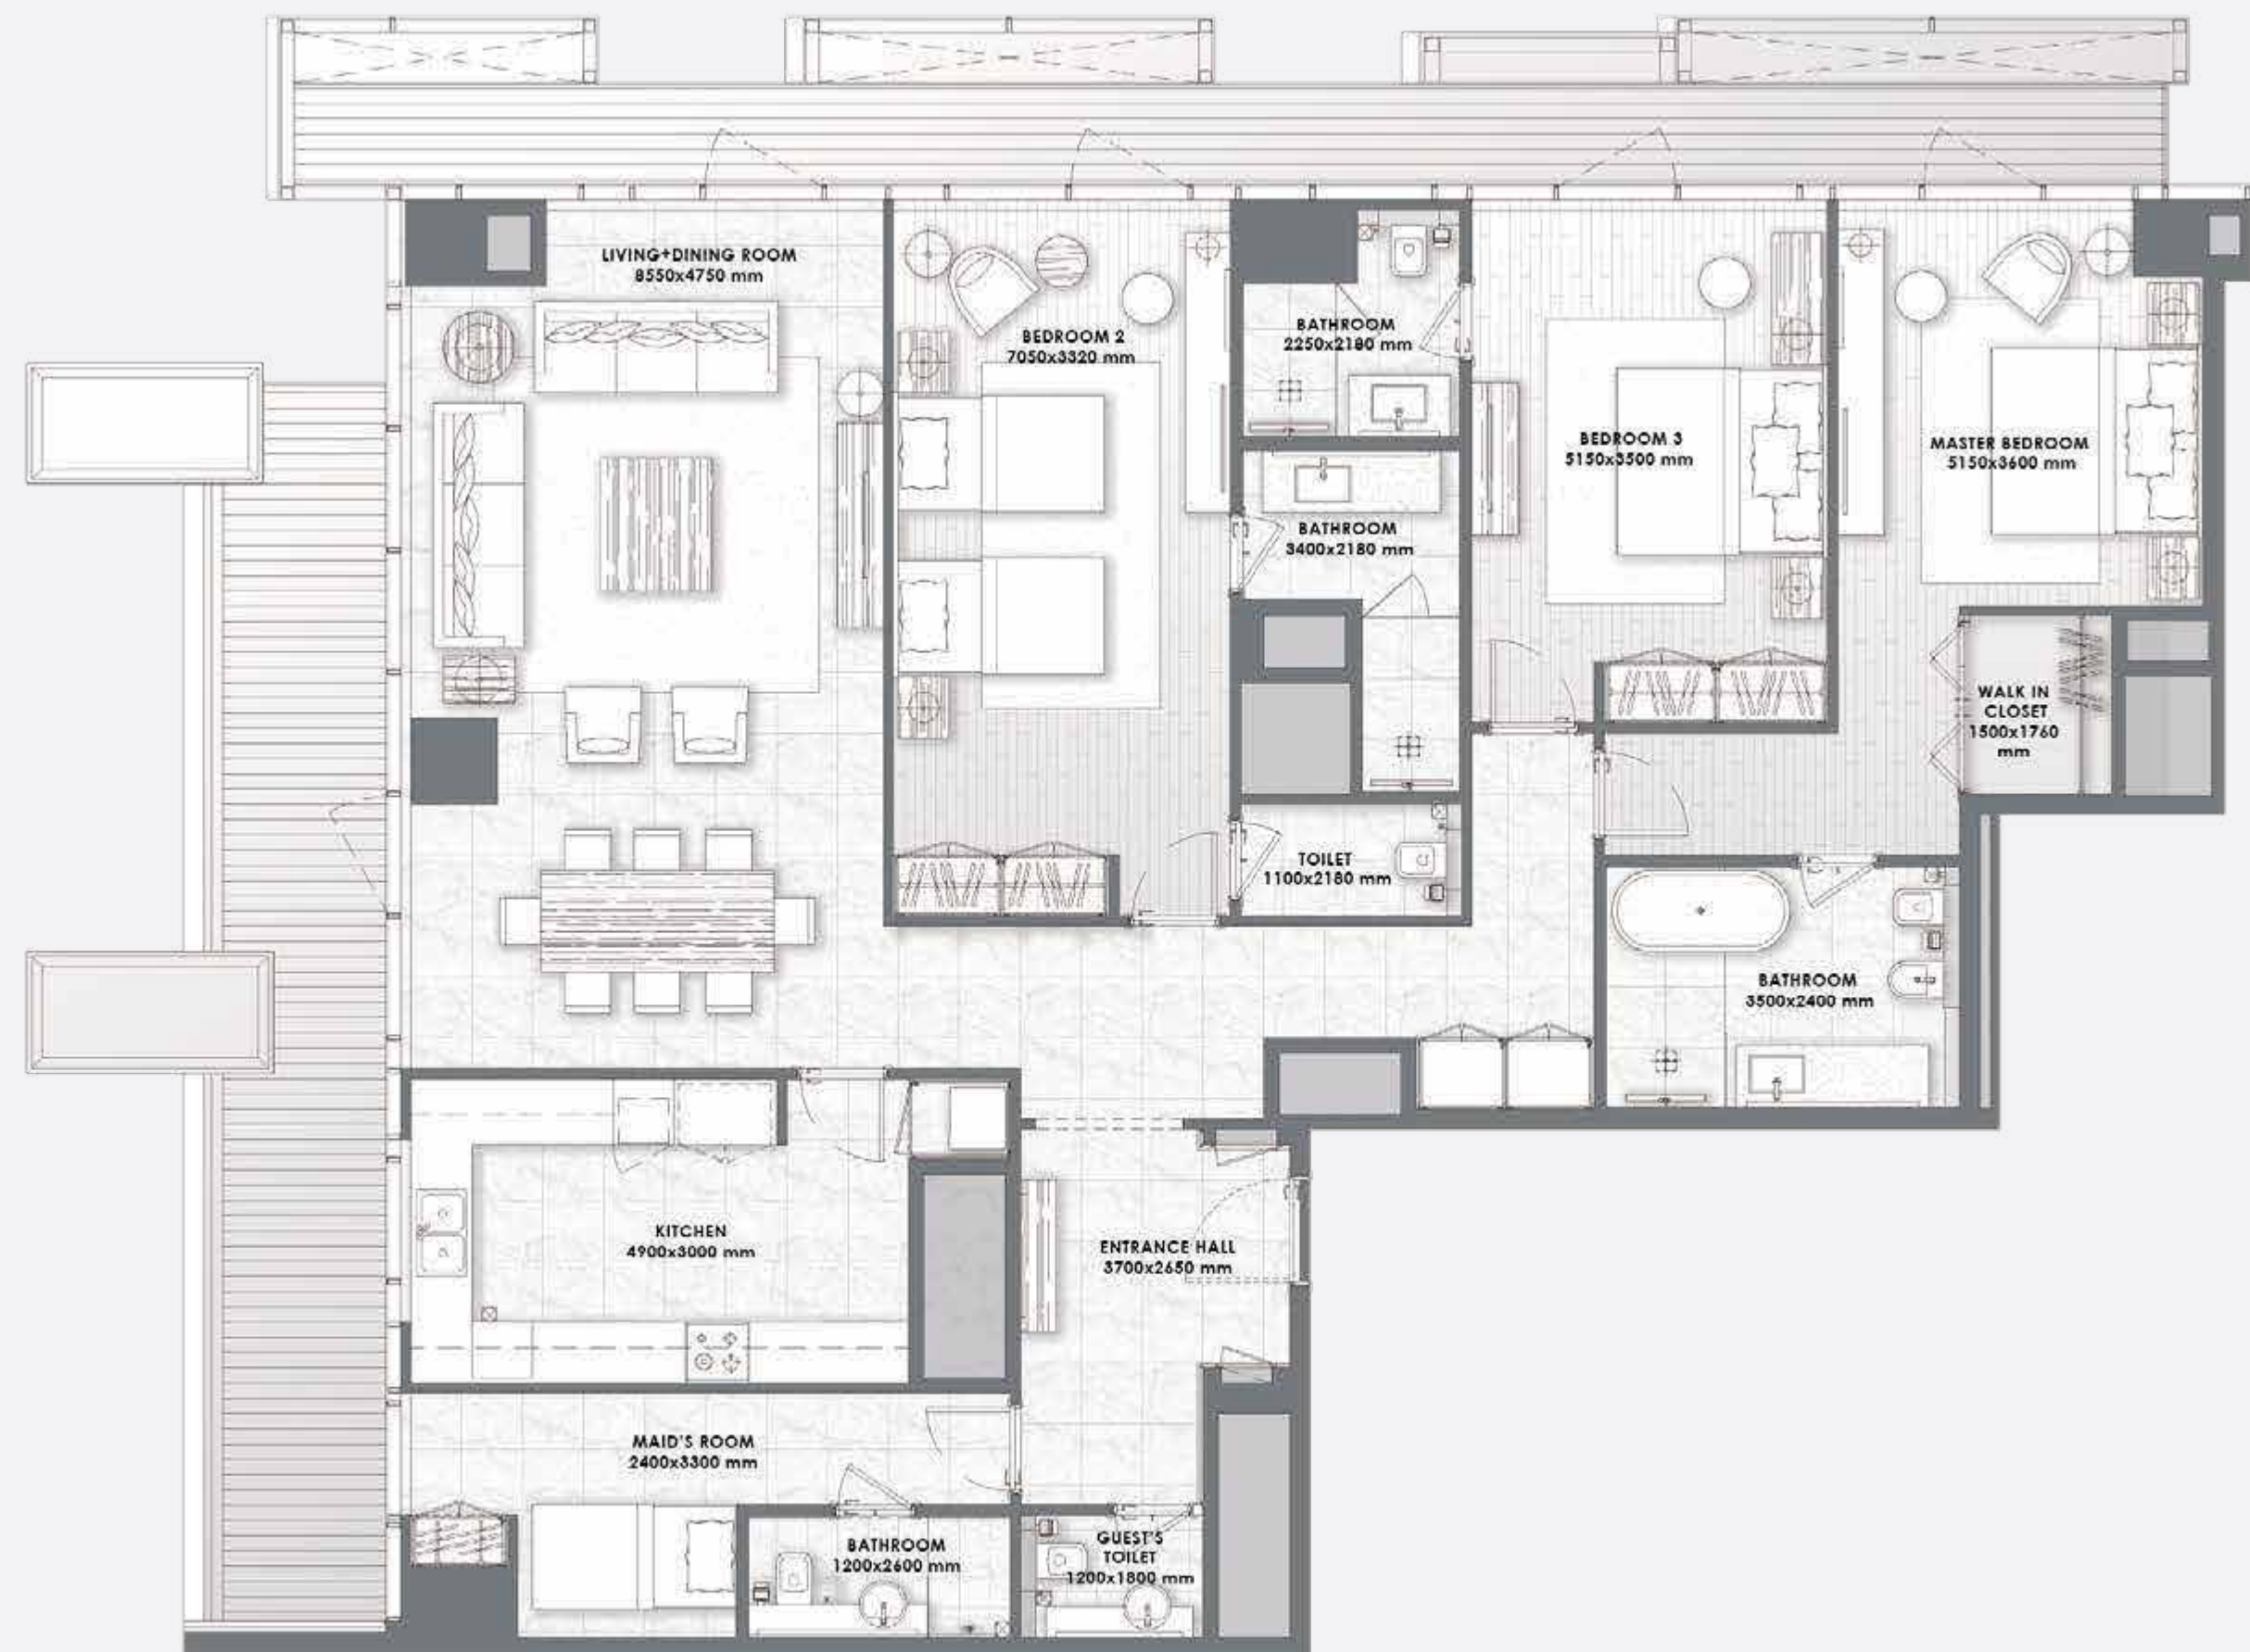 LIVING+DINING ROOM
8550x4750 mm
BEDROOM 2
7050x3320 mm
BATHROOM
2250x2180 mm
BEDROOM 3
5150x3500 mm
MASTER BEDROOM
5150x3600 mm
BATHROOM
3400x2180 mm
WALK IN
CLOSET
1500x1760
mm
TOILET
1100x2180 mm
BATHROOM
3500x2400 mm
KITCHEN
4900x3000 mm
ENTRANCE HALL
3700x2650 mm
MAID'S ROOM
2400x3300 mm
BATHROOM
1200x2600 mm
GUEST'S
TOILET
1200x1800 mm